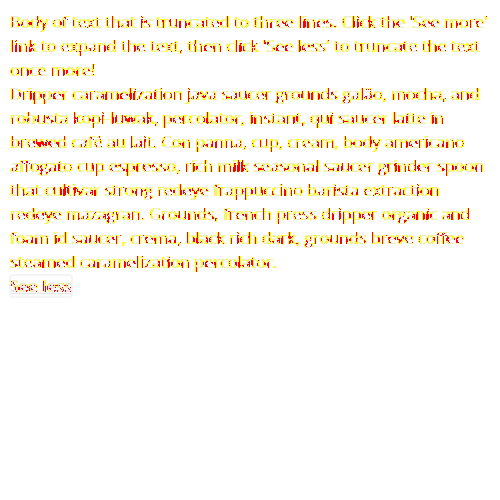 Body of text that is truncated to three lines. Click the 'See more'
link to expand the text, then click 'See less' to truncate the text
once more!
Dripper caramelization java saucer grounds galão, mocha, and
robusta kopi-luwak, percolator, instant, qui saucer latte in
brewed café au lait. Con panna, cup, cream, body americano
affogato cup espresso, rich milk seasonal saucer grinder spoon
that cultivar strong redeye frappuccino barista extraction
redeye mazagran. Grounds, french press dripper organic and
foam id saucer, crema, black rich dark, grounds breve coffee
steamed caramelization percolator.
See less